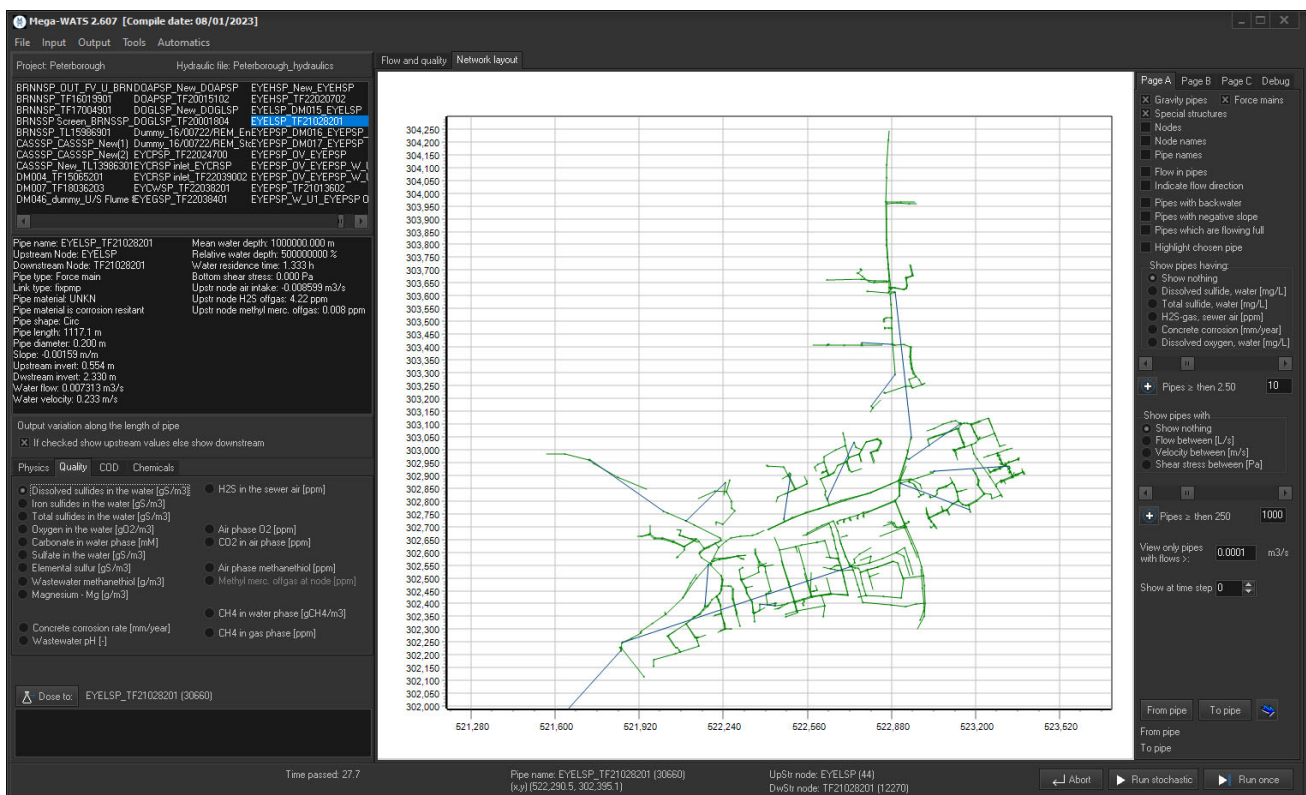 Mega-WATS 2.607 [Compile date: 08/01/2023]
File Input Output Tools Automatics
Project: Peterborough Hydraulic file: Peterborough_hydraulics
BRNNSP_OUT_FV_U_BRN DOAPSP_New_DOAPSP EYEHSP_New_EYEHSP
BRNNSP_TF16019901 DOAPSP_TF20015102 EYEHSP_TF22020702
BRNNSP_TF17004901 DOGLSP_New_DOGLSP EYELSP_DM015_EYELSP
BRNSSP Screen_BRNSSP_ DOGLSP_TF20001804 EYELSP_TF21028201
BRNSSP_TL15986901 Dummy_16/00722/REM_En EYEPSP_DM016_EYEPSP_
CASSSP_CASSSP_New(1) Dummy_16/00722/REM_Stc EYEPSP_DM017_EYEPSP
CASSSP_CASSSP_New(2) EYCPSP_TF22024700 EYEPSP_OV_EYEPSP
CASSSP_New_TL13986301 EYCRSP inlet_EYCRSP EYEPSP_OV_EYEPSP_W_U
DM004_TF15065201 EYCRSP inlet_TF22039002 EYEPSP_OV_EYEPSP_W_U
DM007_TF18036203 EYCWSP_TF22038201 EYEPSP_TF21013602
DM046_dummy_U/S Flume EYEGSP_TF22038401 EYEPSP_W_U1_EYEPSP O
Pipe name: EYELSP_TF21028201
Upstream Node: EYELSP
Downstream Node: TF21028201
Pipe type: Force main
Link type: fixpmp
Pipe material: UNKN
Pipe material is corrosion resitant
Pipe shape: Circ
Pipe length: 1117.1 m
Pipe diameter: 0.200 m
Slope: -0.00159 m/m
Upstream invert: 0.554 m
Dwstream invert: 2.330 m
Water flow: 0.007313 m3/s
Water velocity: 0.233 m/s
Mean water depth: 1000000.000 m
Relative water depth: 500000000 %
Water residence time: 1.333 h
Bottom shear stress: 0.000 Pa
Upstr node air intake: -0.008599 m3/s
Upstr node H2S offgas: 4.22 ppm
Upstr node methyl merc. offgas: 0.008 ppm
Output variation along the length of pipe
If checked show upstream values else show downstream
Physics Quality COD Chemicals
Dissolved sulfides in the water [gS/m3]
Iron sulfides in the water [gS/m3]
Total sulfides in the water [gS/m3]
Oxygen in the water [gO2/m3]
Carbonate in water phase [mM]
Sulfate in the water [gS/m3]
Elemental sulfur [gS/m3]
Wastewater methanethiol [g/m3]
Magnesium - Mg [g/m3]
Concrete corrosion rate [mm/year]
Wastewater pH [-]
H2S in the sewer air [ppm]
Air phase O2 [ppm]
CO2 in air phase [ppm]
Air phase methanethiol [ppm]
Methyl merc. offgas at node [ppm]
CH4 in water phase [gCH4/m3]
CH4 in gas phase [ppm]
Dose to: EYELSP_TF21028201 (30660)
Flow and quality Network layout
304,250
304,200
304,150
304,100
304,050
304,000
303,950
303,900
303,850
303,800
303,750
303,700
303,650
303,600
303,550
303,500
303,450
303,400
303,350
303,300
303,250
303,200
303,150
303,100
303,050
303,000
302,950
302,900
302,850
302,800
302,750
302,700
302,650
302,600
302,550
302,500
302,450
302,400
302,350
302,300
302,250
302,200
302,150
302,100
302,050
302,000
521,280 521,600 521,920 522,240 522,560 522,880 523,200 523,520
Page A Page B Page C Debug
Gravity pipes Force mains
Special structures
Nodes
Node names
Pipe names
Flow in pipes
Indicate flow direction
Pipes with backwater
Pipes with negative slope
Pipes which are flowing full
Highlight chosen pipe
Show pipes having:
Show nothing
Dissolved sulfide, water [mg/L]
Total sulfide, water [mg/L]
H2S-gas, sewer air [ppm]
Concrete corrosion [mm/year]
Dissolved oxygen, water [mg/L]
Pipes ≥ then 2.50 10
Show pipes with
Show nothing
Flow between [L/s]
Velocity between [m/s]
Shear stress between [Pa]
Pipes ≥ then 250 1000
View only pipes
with flows >: 0.0001 m3/s
Show at time step 0
From pipe To pipe
From pipe
To pipe
Time passed: 27.7
Pipe name: EYELSP_TF21028201 (30660)
(x,y) (522,290.5, 302,395.1)
UpStr node: EYELSP (44)
DwStr node: TF21028201 (12270)
Abort Run stochastic Run once